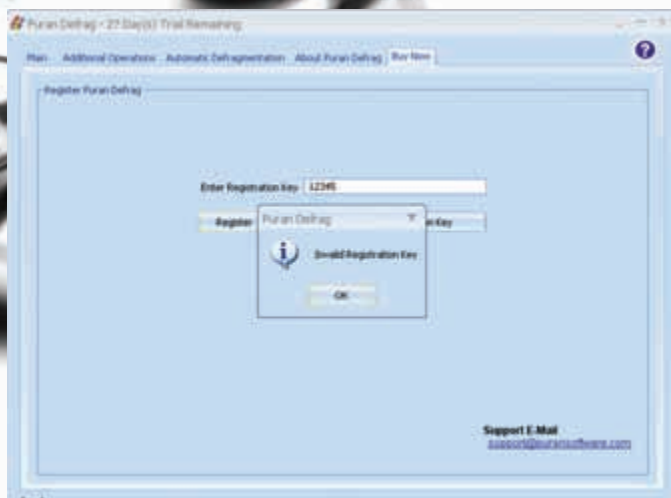 Puran Defrag - 27 Day(s) Trial Remaining
Main Additional Operations Automatic Defragmentation About Puran Defrag Buy Now
Register Puran Defrag
Enter Registration Key 12345
Register
Key
Puran Defrag
Invalid Registration Key
OK
Support E-Mail
support@puransoftware.com